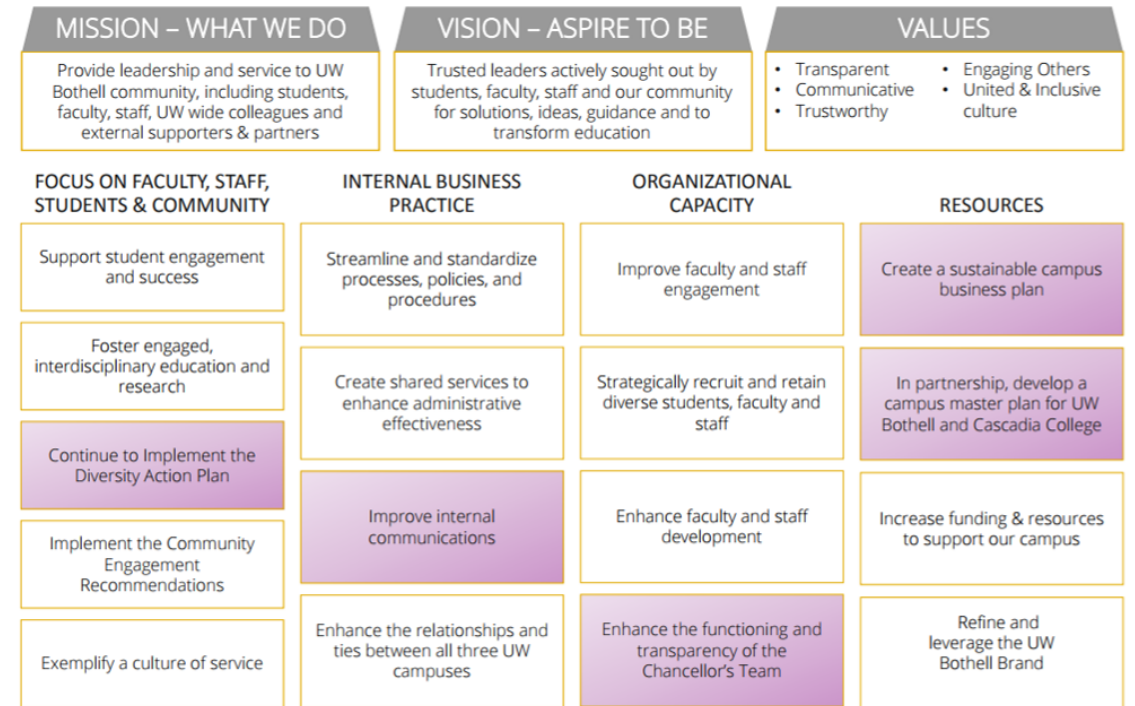 MISSION – WHAT WE DO
Provide leadership and service to UW
Bothell community, including students,
faculty, staff, UW wide colleagues and
external supporters & partners
VISION – ASPIRE TO BE
Trusted leaders actively sought out by
students, faculty, staff and our community
for solutions, ideas, guidance and to
transform education
VALUES
• Transparent
• Communicative
• Trustworthy
• Engaging Others
• United & Inclusive
culture
FOCUS ON FACULTY, STAFF,
STUDENTS & COMMUNITY
Support student engagement
and success
Foster engaged,
interdisciplinary education and
research
Continue to Implement the
Diversity Action Plan
Implement the Community
Engagement
Recommendations
Exemplify a culture of service
INTERNAL BUSINESS
PRACTICE
Streamline and standardize
processes, policies, and
procedures
Create shared services to
enhance administrative
effectiveness
Improve internal
communications
Enhance the relationships and
ties between all three UW
campuses
ORGANIZATIONAL
CAPACITY
Improve faculty and staff
engagement
Strategically recruit and retain
diverse students, faculty and
staff
Enhance faculty and staff
development
Enhance the functioning and
transparency of the
Chancellor's Team
RESOURCES
Create a sustainable campus
business plan
In partnership, develop a
campus master plan for UW
Bothell and Cascadia College
Increase funding & resources
to support our campus
Refine and
leverage the UW
Bothell Brand